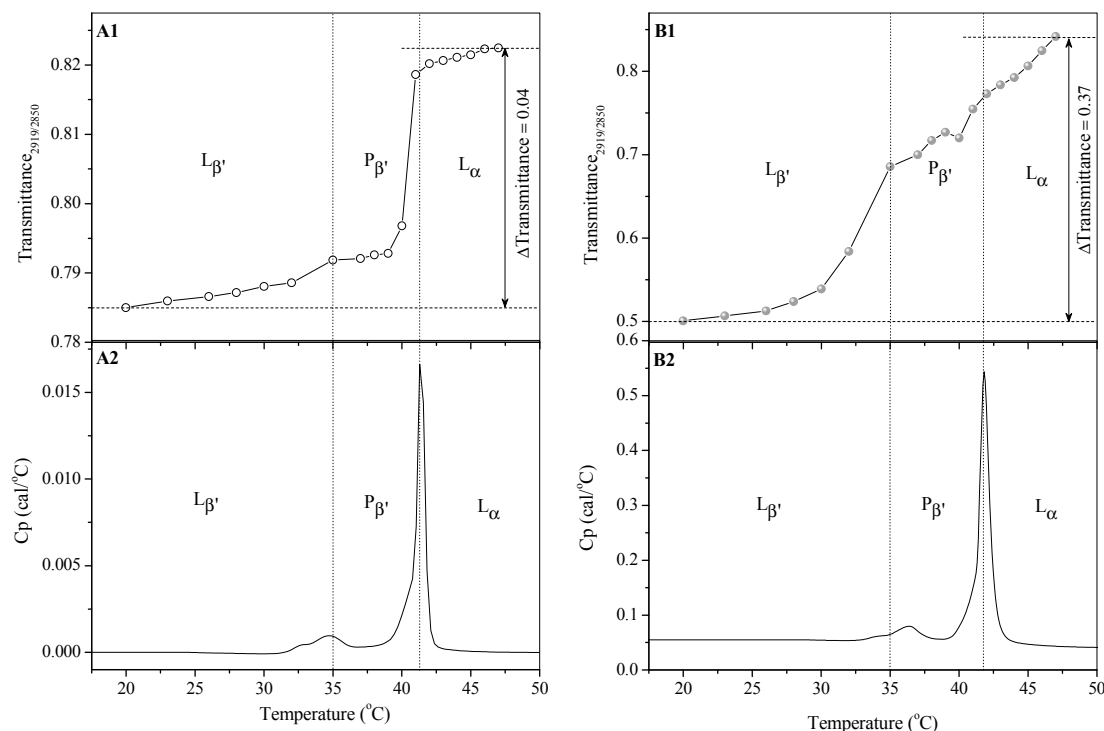 A1
0.82
0.81
0.80
0.79
0.78
Transmittance2919/2850
Lβ'
Pβ'
Lα
ΔTransmittance = 0.04
B1
0.8
0.7
0.6
0.5
Transmittance2919/2850
Lβ'
Pβ'
Lα
ΔTransmittance = 0.37
A2
0.015
0.010
0.005
0.000
Cp (cal/°C)
Lβ'
Pβ'
Lα
20 25 30 35 40 45 50
Temperature (°C)
B2
0.6
0.5
0.4
0.3
0.2
0.1
0.0
Cp (cal/°C)
Lβ'
Pβ'
Lα
20 25 30 35 40 45 50
Temperature (°C)